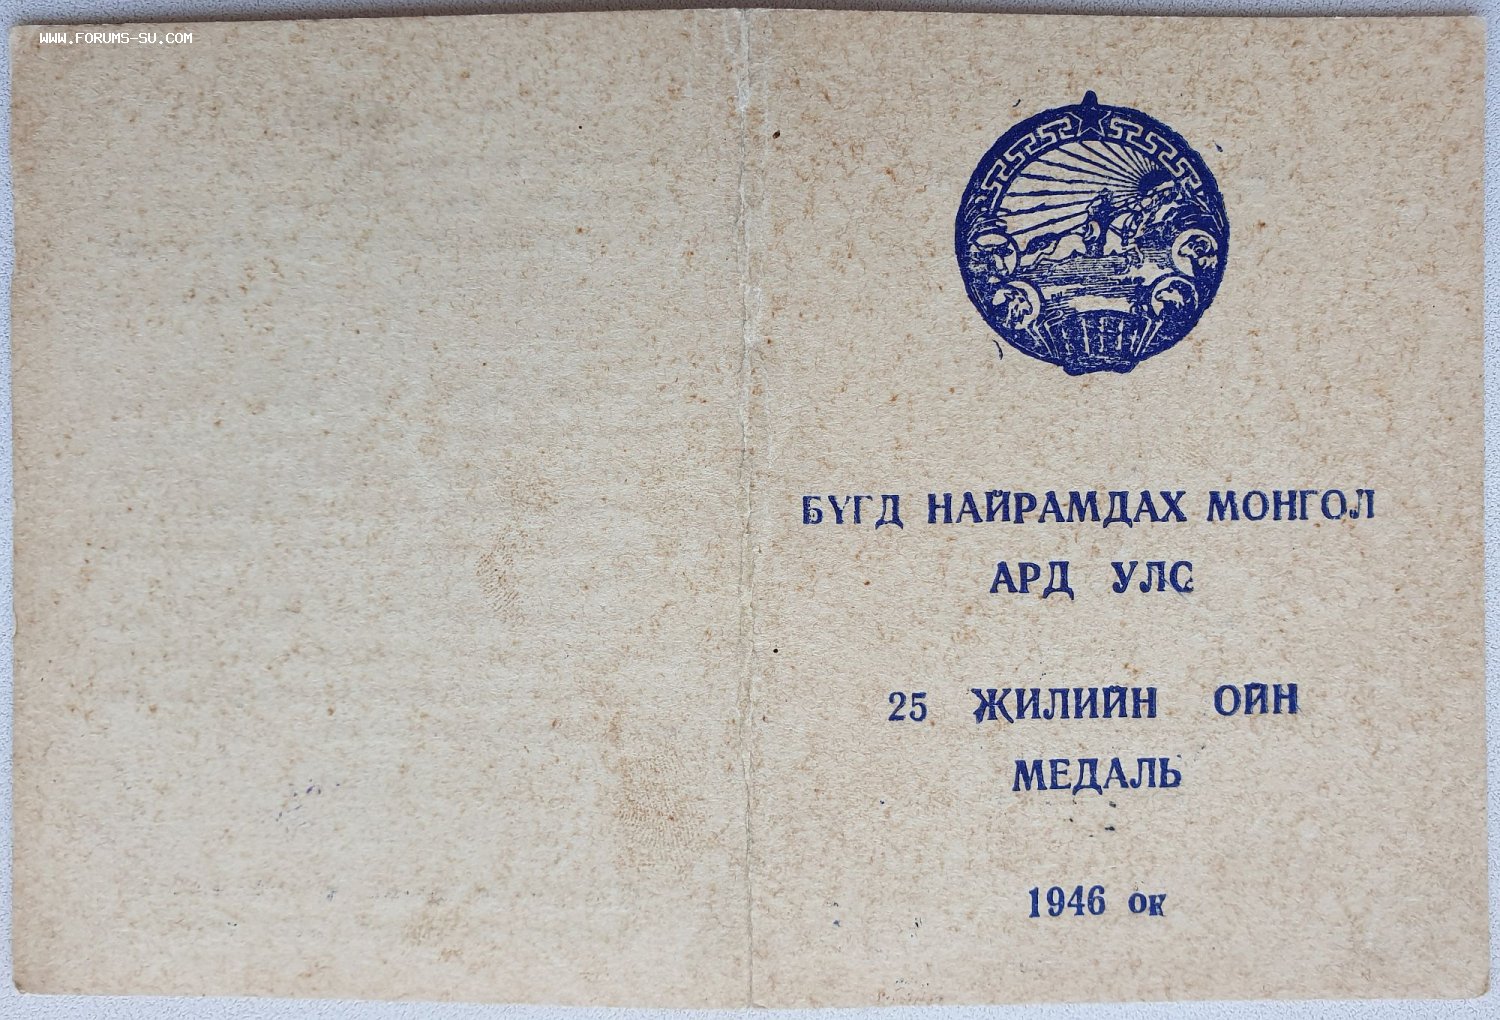 WWW.FORUMS-SU.COM
БҮГД НАЙРАМДАХ МОНГОЛ
АРД УЛС
25 ЖИЛИЙН ОЙН
МЕДАЛЬ
1946 он